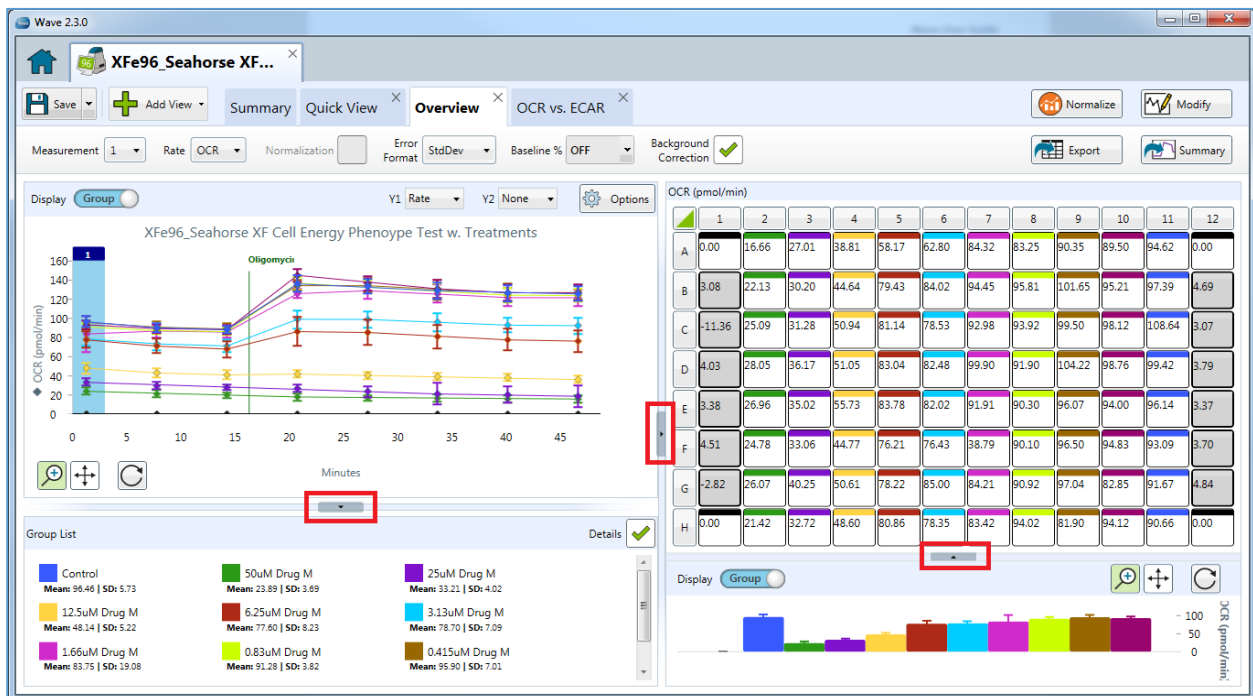 Wave 2.3.0
96 XFe96_Seahorse XF...
Save Add View Summary Quick View Overview OCR vs. ECAR Normalize Modify
Measurement 1 Rate OCR Normalization Error Format StdDev Baseline % OFF Background Correction Export Summary
Display Group Y1 Rate Y2 None Options
XFe96_Seahorse XF Cell Energy Phenoype Test w. Treatments
1
Oligomycin
OCR (pmol/min)
160
140
120
100
80
60
40
20
0
0 5 10 15 20 25 30 35 40 45
Minutes
Group List Details
Control 50uM Drug M 25uM Drug M
Mean: 96.46 | SD: 5.73 Mean: 23.89 | SD: 3.69 Mean: 33.21 | SD: 4.02
12.5uM Drug M 6.25uM Drug M 3.13uM Drug M
Mean: 48.14 | SD: 5.22 Mean: 77.60 | SD: 8.23 Mean: 78.70 | SD: 7.09
1.66uM Drug M 0.83uM Drug M 0.415uM Drug M
Mean: 83.75 | SD: 19.08 Mean: 91.28 | SD: 3.82 Mean: 95.90 | SD: 7.01
OCR (pmol/min)
1 2 3 4 5 6 7 8 9 10 11 12
A 0.00 16.66 27.01 38.81 58.17 62.80 84.32 83.25 90.35 89.50 94.62 0.00
B 3.08 22.13 30.20 44.64 79.43 84.02 94.45 95.81 101.65 95.21 97.39 4.69
C -11.36 25.09 31.28 50.94 81.14 78.53 92.98 93.92 99.50 98.12 108.64 3.07
D 4.03 28.05 36.17 51.05 83.04 82.48 99.90 91.90 104.22 98.76 99.42 3.79
E 3.38 26.96 35.02 55.73 83.78 82.02 91.91 90.30 96.07 94.00 96.14 3.37
F 4.51 24.78 33.06 44.77 76.21 76.43 38.79 90.10 96.50 94.83 93.09 3.70
G -2.82 26.07 40.25 50.61 78.22 85.00 84.21 90.92 97.04 82.85 91.67 4.84
H 0.00 21.42 32.72 48.60 80.86 78.35 83.42 94.02 81.90 94.12 90.66 0.00
Display Group
100
50
0
OCR (pmol/min)